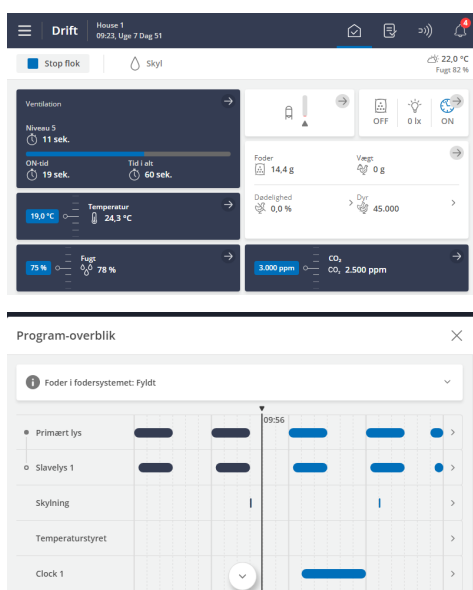 Drift
House 1
09:23, Uge 7 Dag 51
4
Stop flok
Skyl
22,0 °C
Fugt 82 %
Ventilation
Niveau 5
11 sek.
ON-tid
19 sek.
Tid i alt
60 sek.
OFF
0 lx
ON
Foder
14,4 g
Vægt
0 g
Dødelighed
0,0 %
Dyr
45.000
19,0 °C
Temperatur
24,3 °C
75 %
Fugt
78 %
3.000 ppm
CO₂
CO₂ 2.500 ppm
Program-overblik
Foder i fodersystemet: Fyldt
09:56
Primært lys
Slavelys 1
Skylning
Temperaturstyret
Clock 1